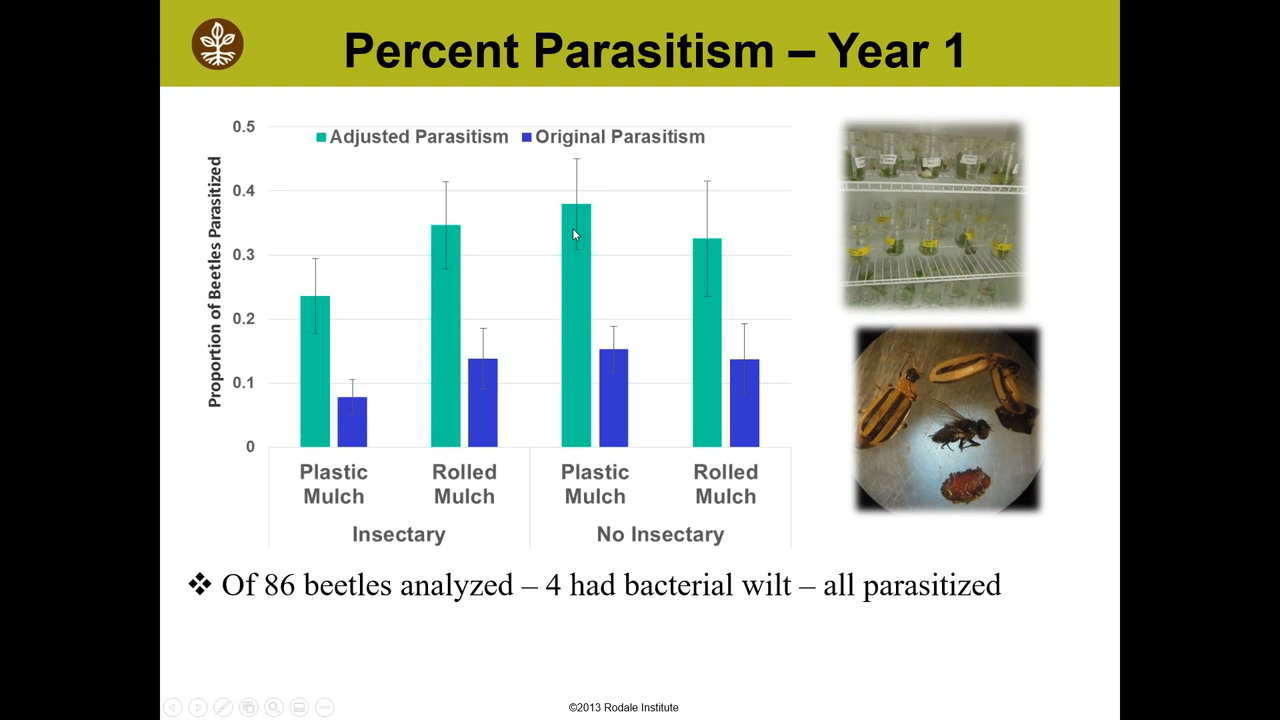 Percent Parasitism – Year 1
0.5
Adjusted Parasitism
Original Parasitism
0.4
0.3
0.2
0.1
0
Proportion of Beetles Parasitized
Plastic Mulch
Rolled Mulch
Plastic Mulch
Rolled Mulch
Insectary
No Insectary
❖ Of 86 beetles analyzed – 4 had bacterial wilt – all parasitized
©2013 Rodale Institute